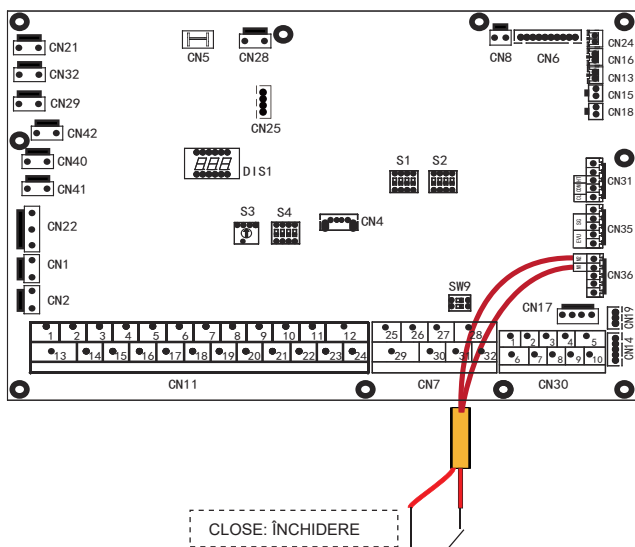 CN21
CN5
CN28
CN8
CN6
CN24
CN16
CN13
CN15
CN18
CN32
CN29
CN42
CN25
CN40
CN41
DIS1
S1 S2
CN31
CN22
S3 S4
CN4
SG
EVU
CN35
CN1
CN2
CN36
SW9
CN17
CN19
CN14
1 2 3 4 5 6 7 8 9 10 11 12
13 14 15 16 17 18 19 20 21 22 23 24
CN11
25 26 27 28
29 30 31 32
CN7
1 2 3 4 5
6 7 8 9 10
CN30
CLOSE: ÎNCHIDERE